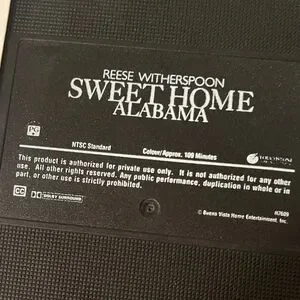 REESE WITHERSPOON
SWEET HOME
ALABAMA
PG
NTSC Standard
Colour/Approx. 109 Minutes
TOUCHSTONE
This product is authorized for private use only. It is not authorized for any other
use. All other rights reserved. Any public performance, duplication in whole or in
part, or other use is strictly prohibited.
CC
DOLBY SURROUND
© Buena Vista Home Entertainment, Inc.
H7609